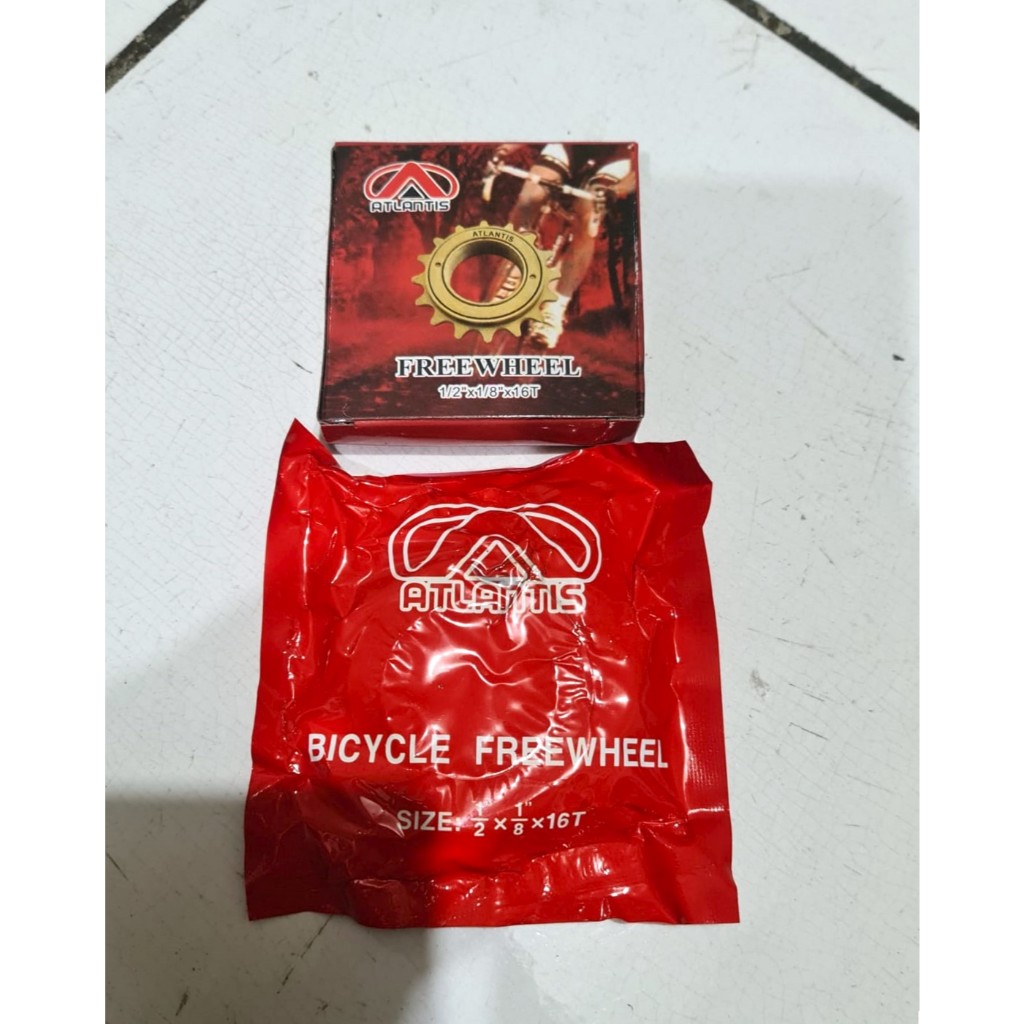 ATLANTIS
ATLANTIS
FREEWHEEL
1/2"x1/8"x16T
ATLANTIS
BICYCLE FREEWHEEL
SIZE: 1/2" x 1/8" x 16T